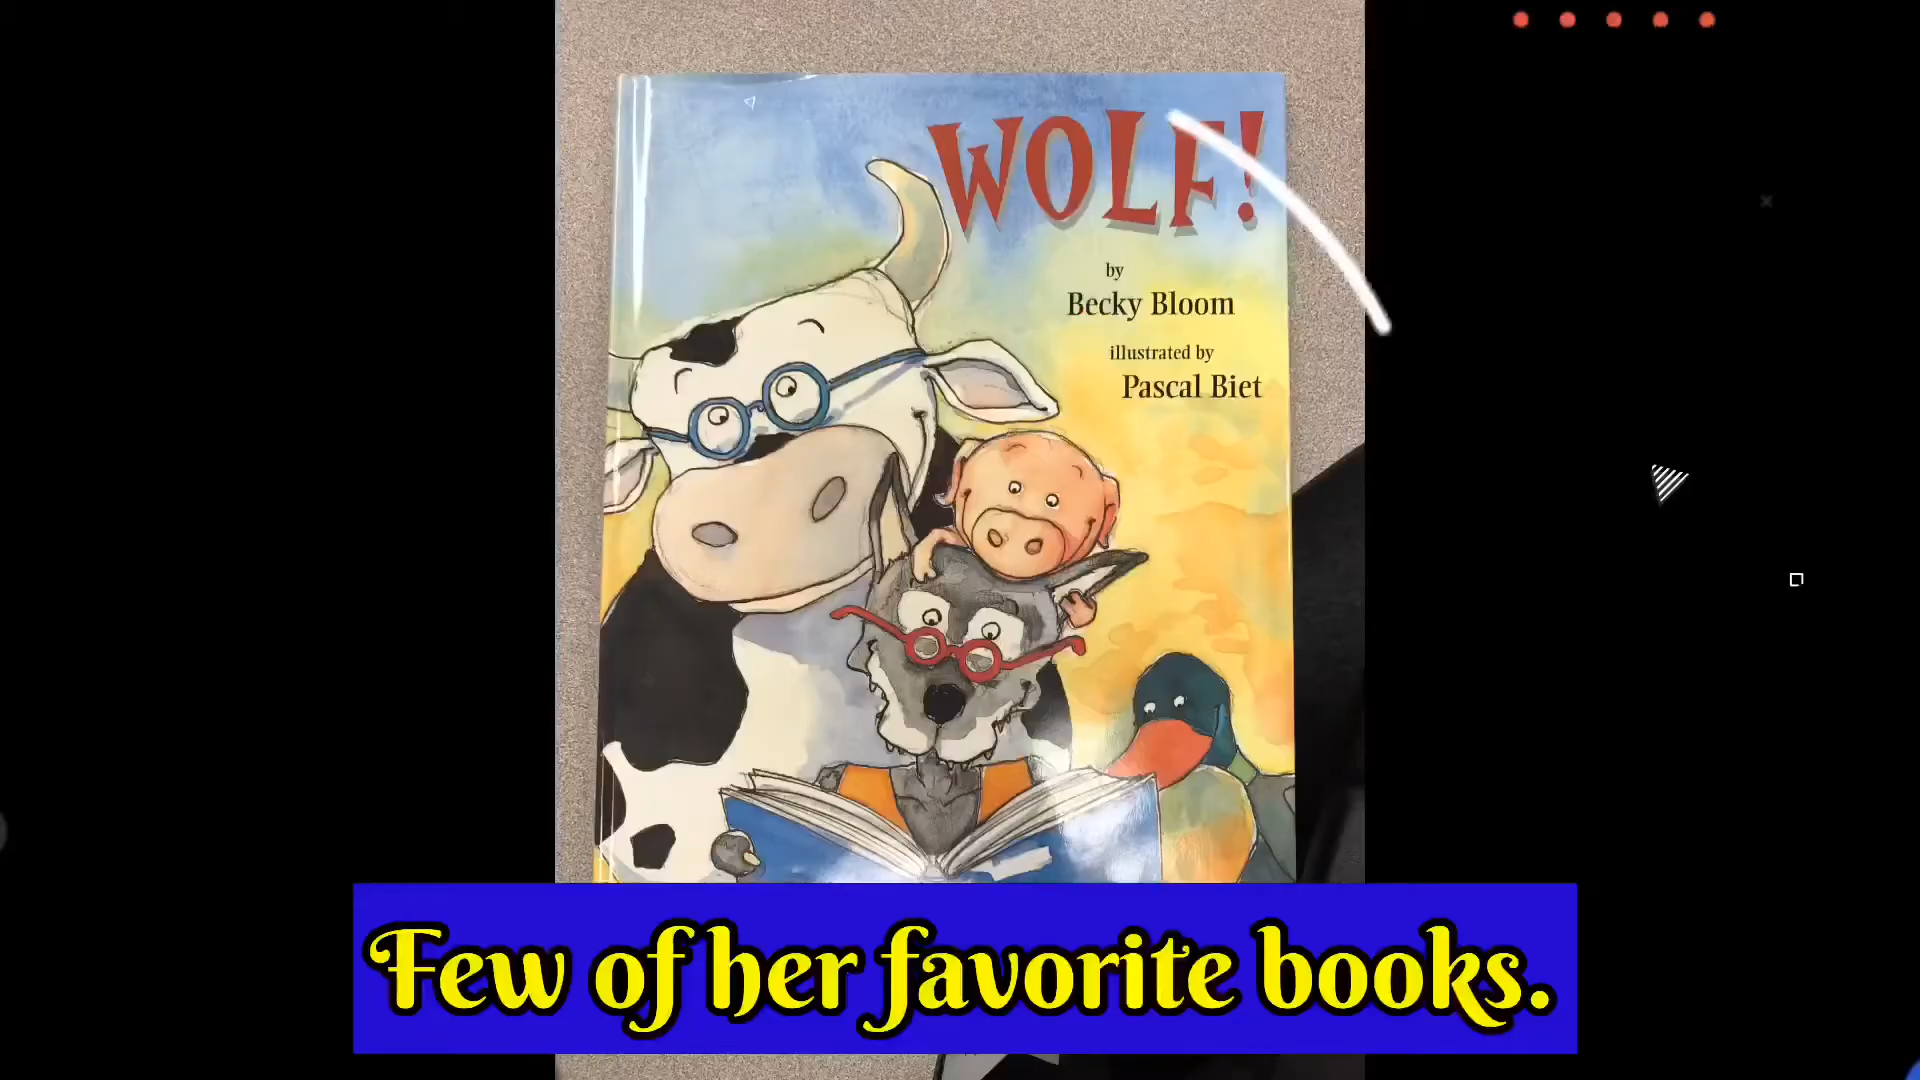 WOLF!
by
Becky Bloom
illustrated by
Pascal Biet
Few of her favorite books.